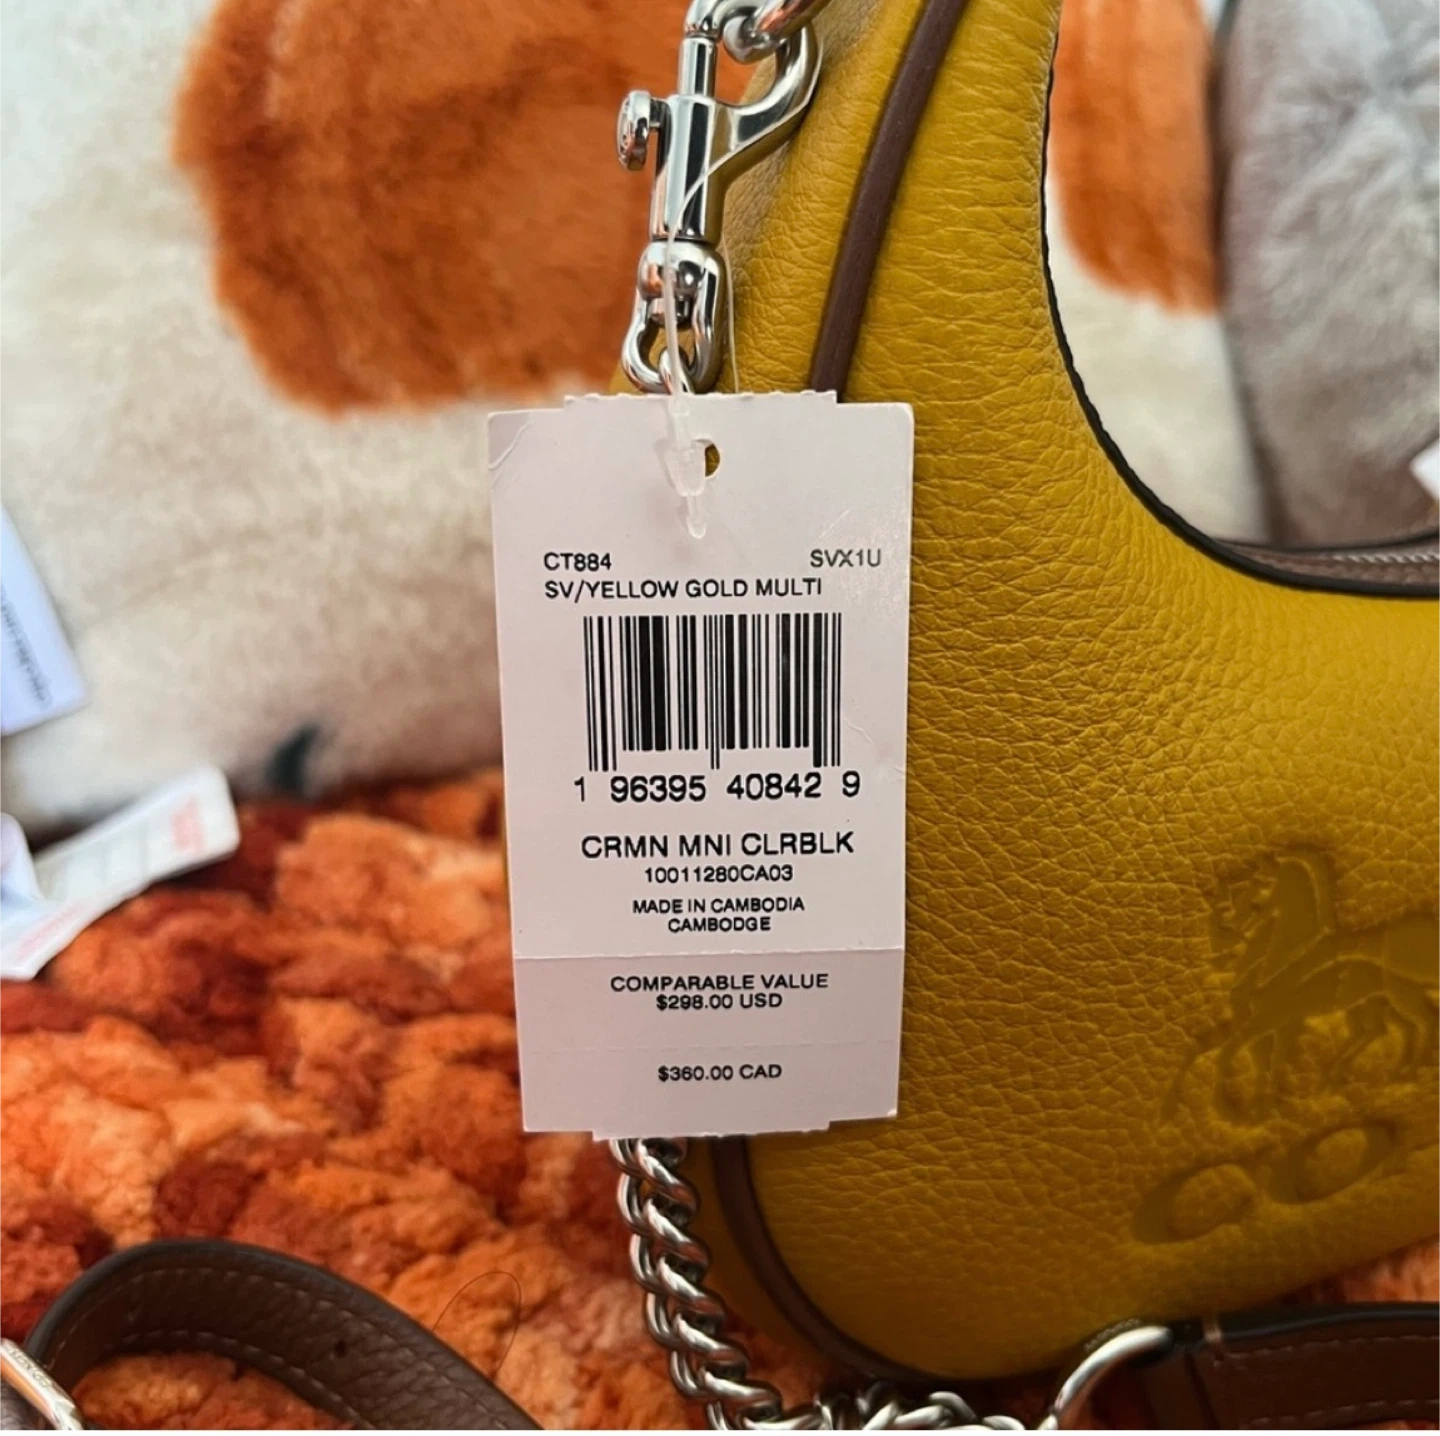 CT884 SVX1U
SV/YELLOW GOLD MULTI
1 96395 40842 9
CRMN MNI CLRBLK
10011280CA03
MADE IN CAMBODIA
CAMBODGE
COMPARABLE VALUE
$298.00 USD
$360.00 CAD